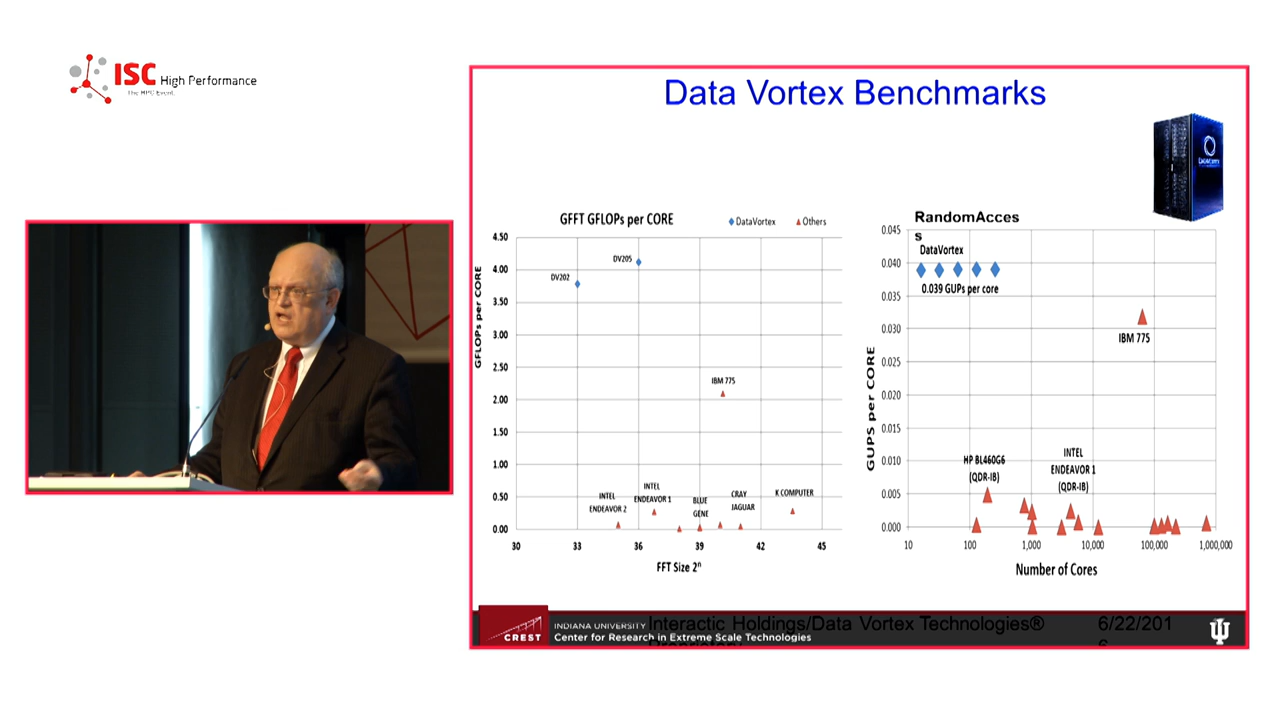 ISC High Performance
The HPC Event.
Data Vortex Benchmarks
DATAVORTEX
GFFT GFLOPs per CORE
DataVortex
Others
4.50
4.00
3.50
3.00
2.50
2.00
1.50
1.00
0.50
0.00
GFLOPs per CORE
DV202
DV205
IBM 775
INTEL
ENDEAVOR 2
INTEL
ENDEAVOR 1
BLUE
GENE
CRAY
JAGUAR
K COMPUTER
30 33 36 39 42 45
FFT Size 2ⁿ
RandomAcces
s
DataVortex
0.039 GUPs per core
0.045
0.040
0.035
0.030
0.025
0.020
0.015
0.010
0.005
0.000
GUPS per CORE
IBM 775
HP BL460G6
(QDR-IB)
INTEL
ENDEAVOR 1
(QDR-IB)
10 100 1,000 10,000 100,000 1,000,000
Number of Cores
CREST
INDIANA UNIVERSITY
Center for Research in Extreme Scale Technologies
Interactic Holdings/Data Vortex Technologies®
Proprietary
6/22/201
6